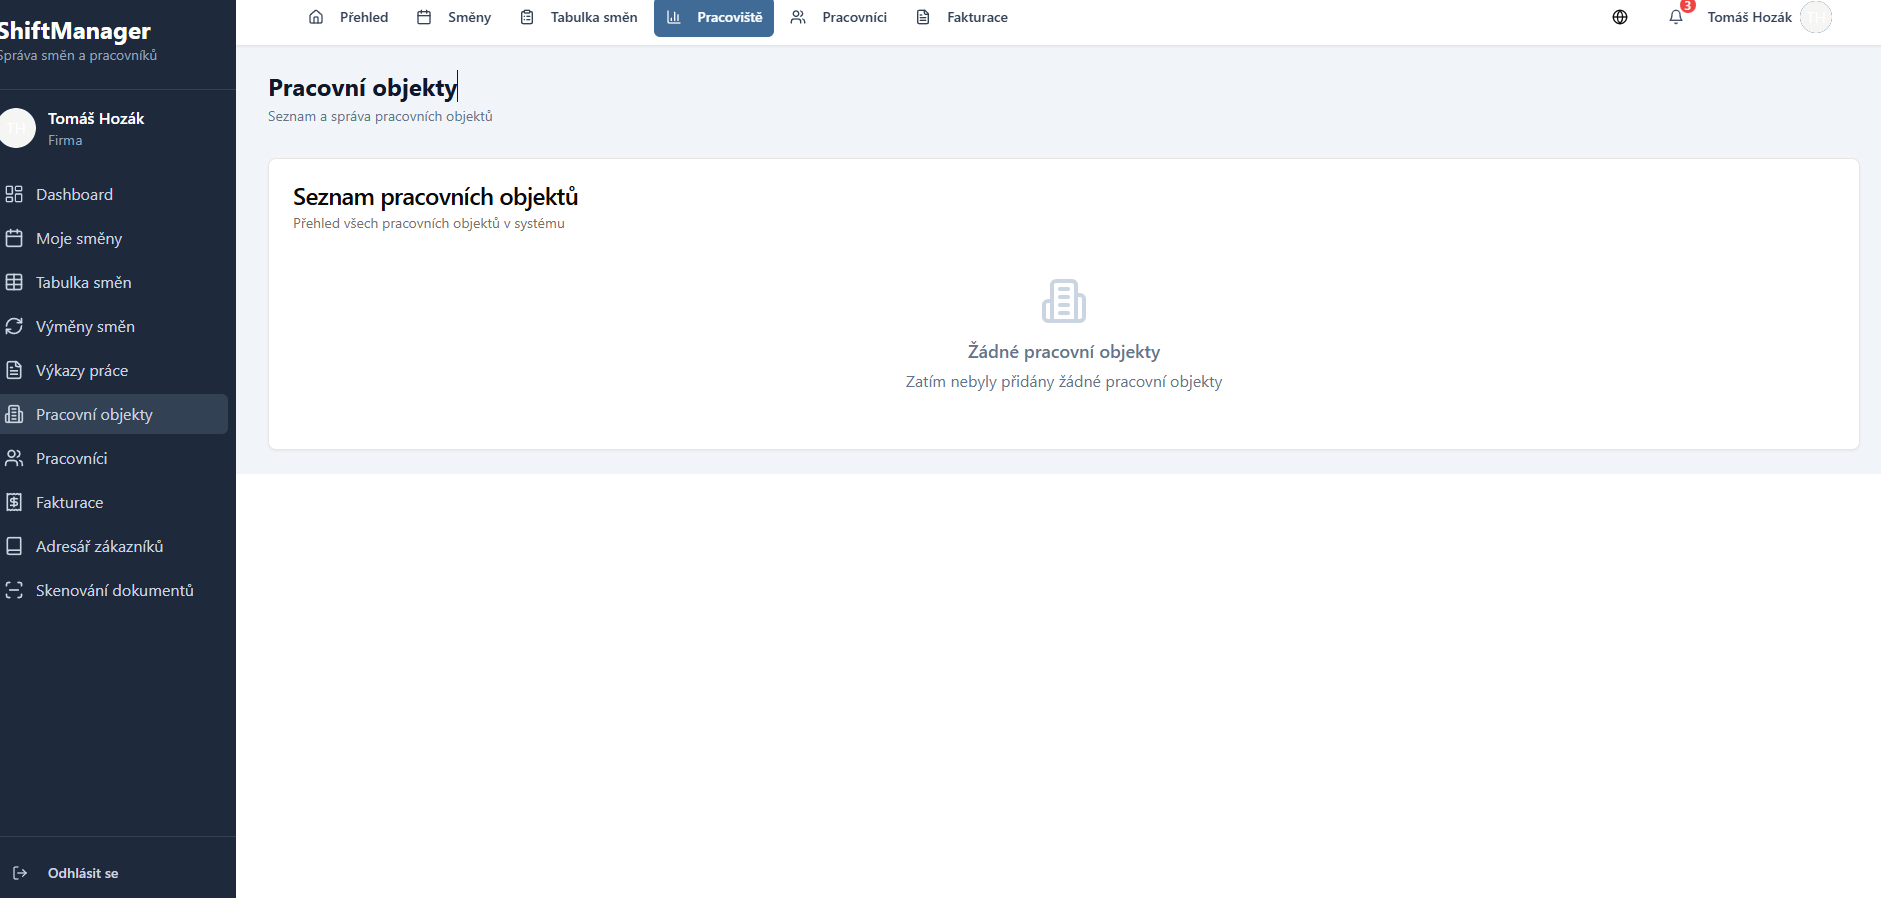 ShiftManager
Správa směn a pracovníků
TH
Tomáš Hozák
Firma
Dashboard
Moje směny
Tabulka směn
Výměny směn
Výkazy práce
Pracovní objekty
Pracovníci
Fakturace
Adresář zákazníků
Skenování dokumentů
Odhlásit se
Přehled
Směny
Tabulka směn
Pracoviště
Pracovníci
Fakturace
3
Tomáš Hozák
TH
Pracovní objekty
Seznam a správa pracovních objektů
Seznam pracovních objektů
Přehled všech pracovních objektů v systému
Žádné pracovní objekty
Zatím nebyly přidány žádné pracovní objekty